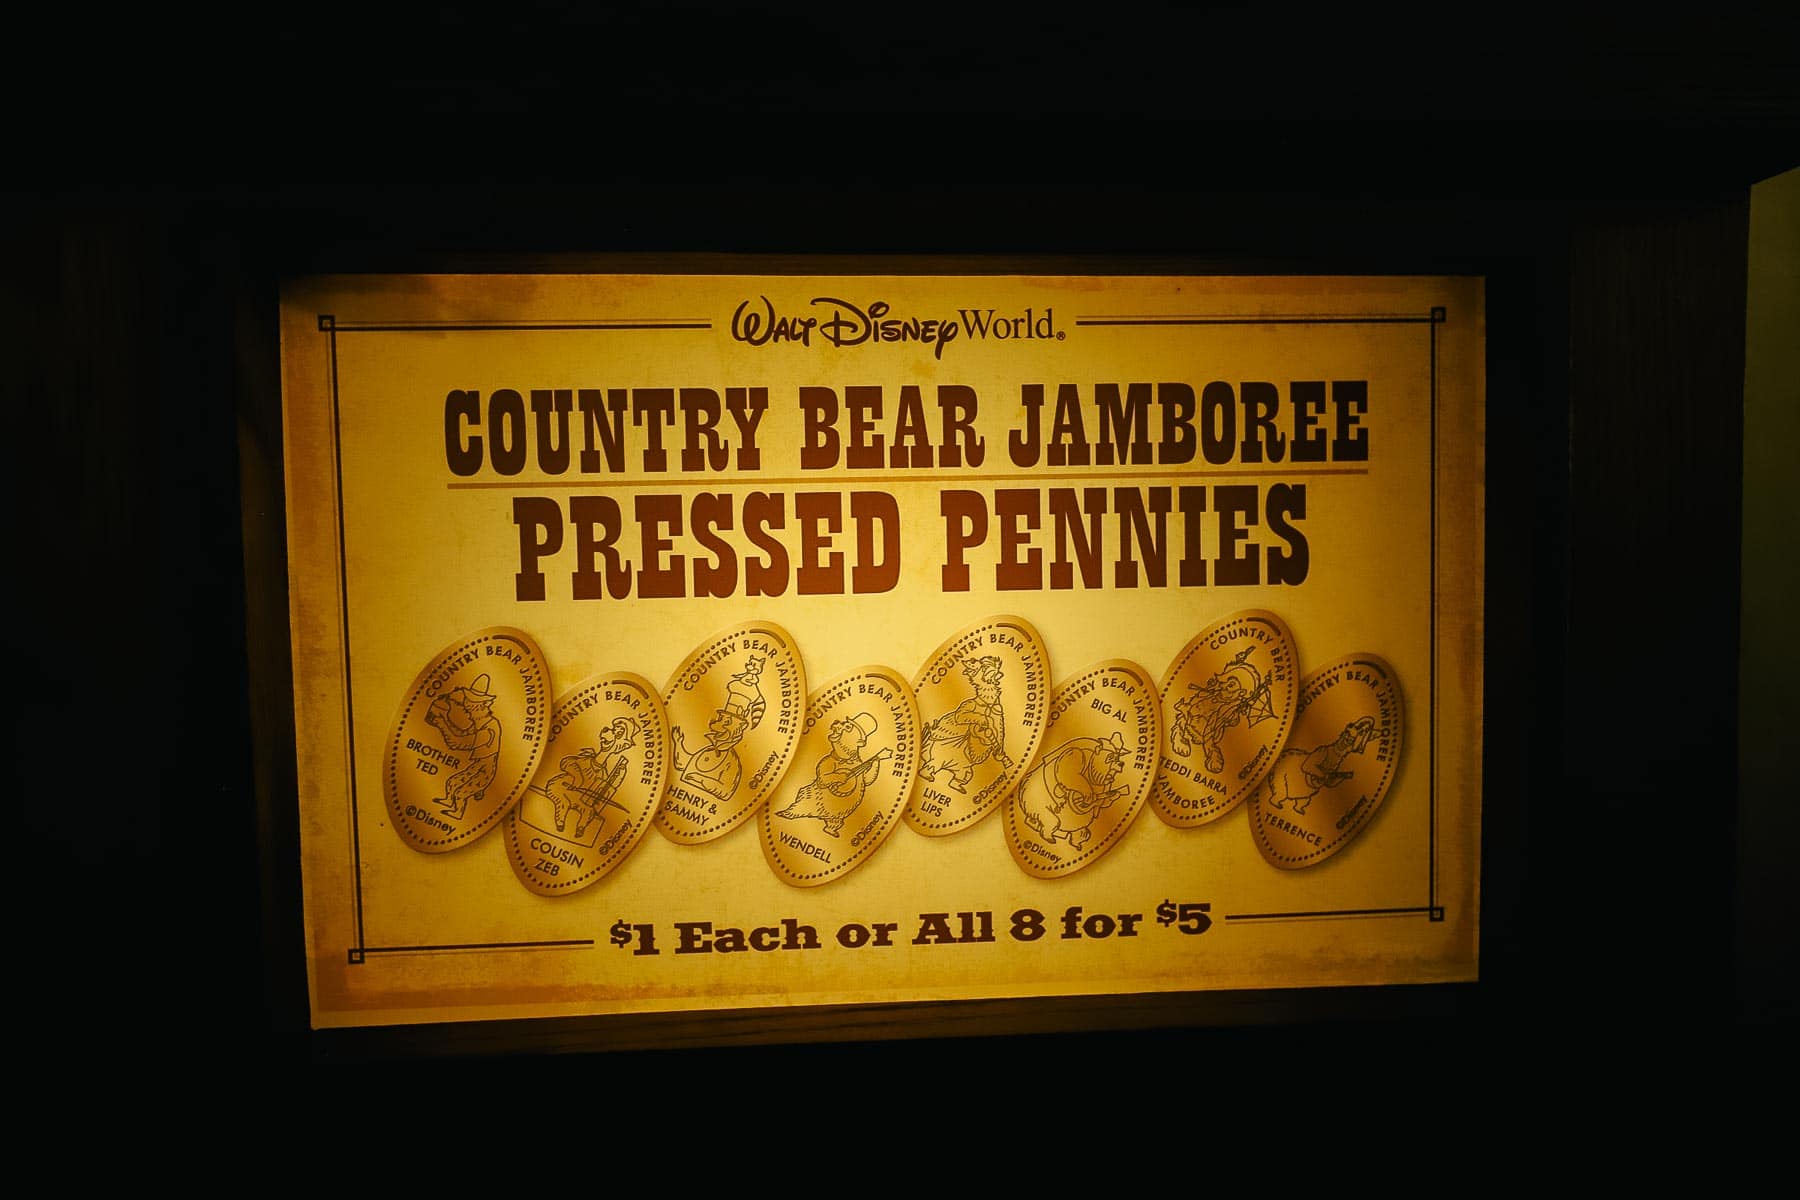 Walt Disney World®
COUNTRY BEAR JAMBOREE
PRESSED PENNIES
COUNTRY BEAR JAMBOREE
BROTHER
TED
©Disney
COUNTRY BEAR JAMBOREE
COUSIN
ZEB
©Disney
COUNTRY BEAR JAMBOREE
HENRY &
SAMMY
©Disney
COUNTRY BEAR JAMBOREE
WENDELL
©Disney
COUNTRY BEAR JAMBOREE
LIVER
LIPS
©Disney
COUNTRY BEAR JAMBOREE
BIG AL
©Disney
COUNTRY BEAR
TEDDI BARRA
JAMBOREE
©Disney
COUNTRY BEAR JAMBOREE
TERRENCE
©Disney
$1 Each or All 8 for $5